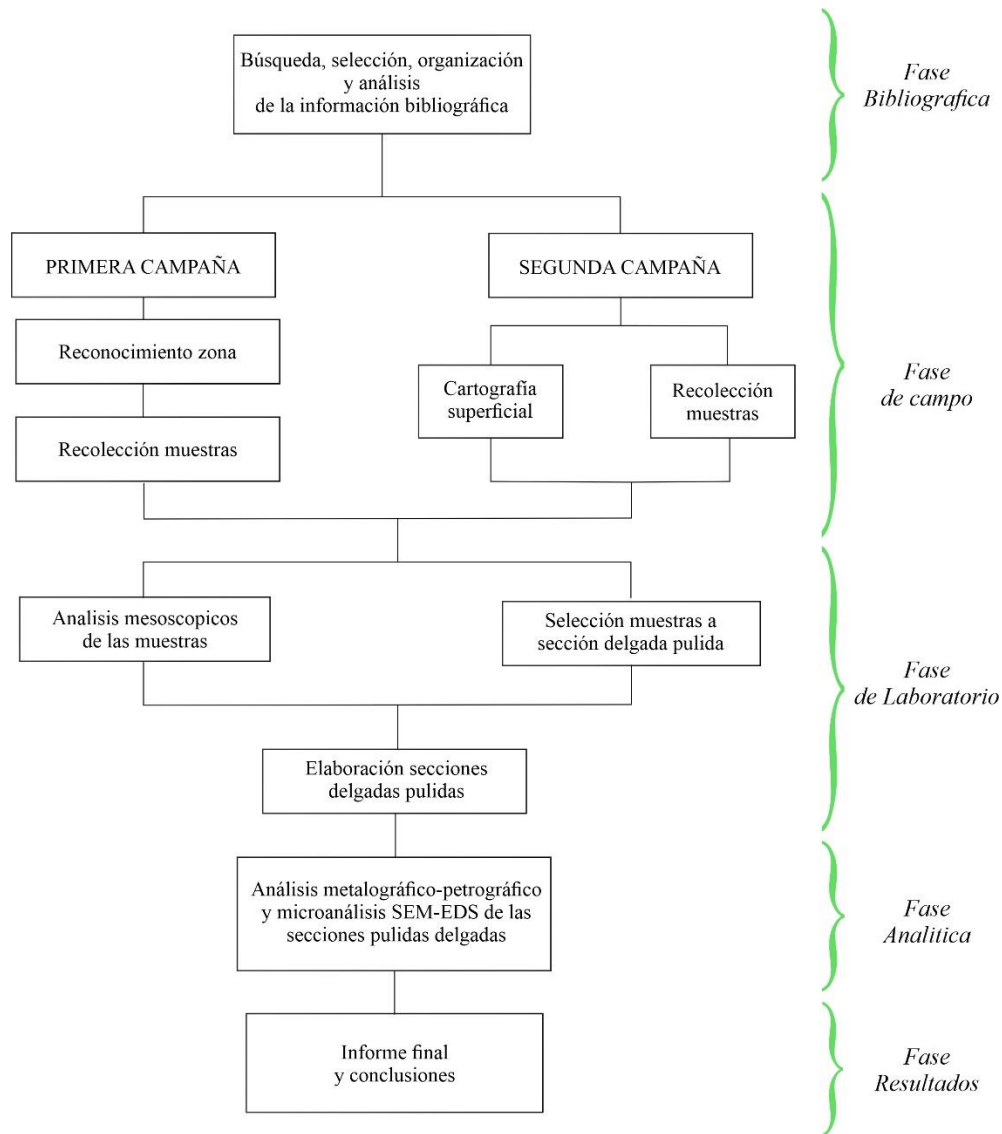 Búsqueda, selección, organización
y análisis
de la información bibliográfica
Fase
Bibliografica
PRIMERA CAMPAÑA
SEGUNDA CAMPAÑA
Reconocimiento zona
Cartografía
superficial
Recolección
muestras
Recolección muestras
Fase
de campo
Analisis mesoscopicos
de las muestras
Selección muestras a
sección delgada pulida
Elaboración secciones
delgadas pulidas
Fase
de Laboratorio
Análisis metalográfico-petrográfico
y microanálisis SEM-EDS de las
secciones pulidas delgadas
Fase
Analitica
Informe final
y conclusiones
Fase
Resultados